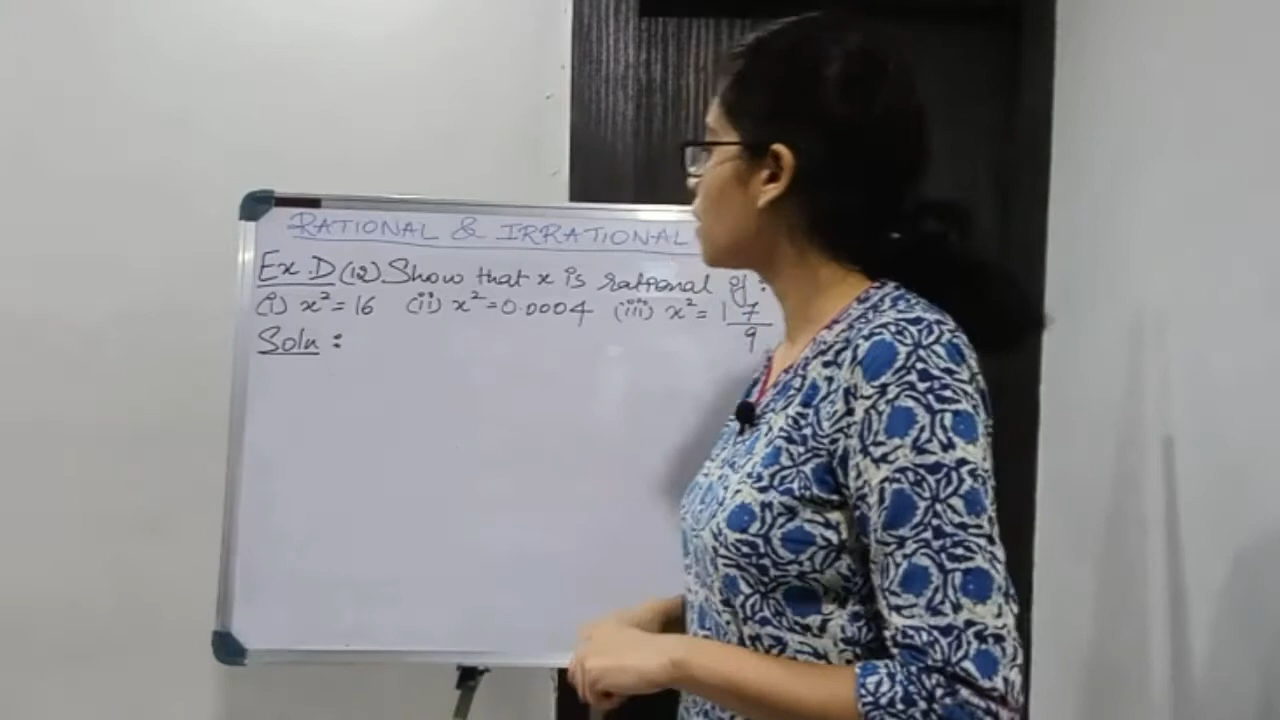 RATIONAL & IRRATIONAL
Ex. D (12) Show that x is rational if :
(i) x² = 16 (ii) x² = 0.0004 (iii) x² = 1 7/9
Soln :